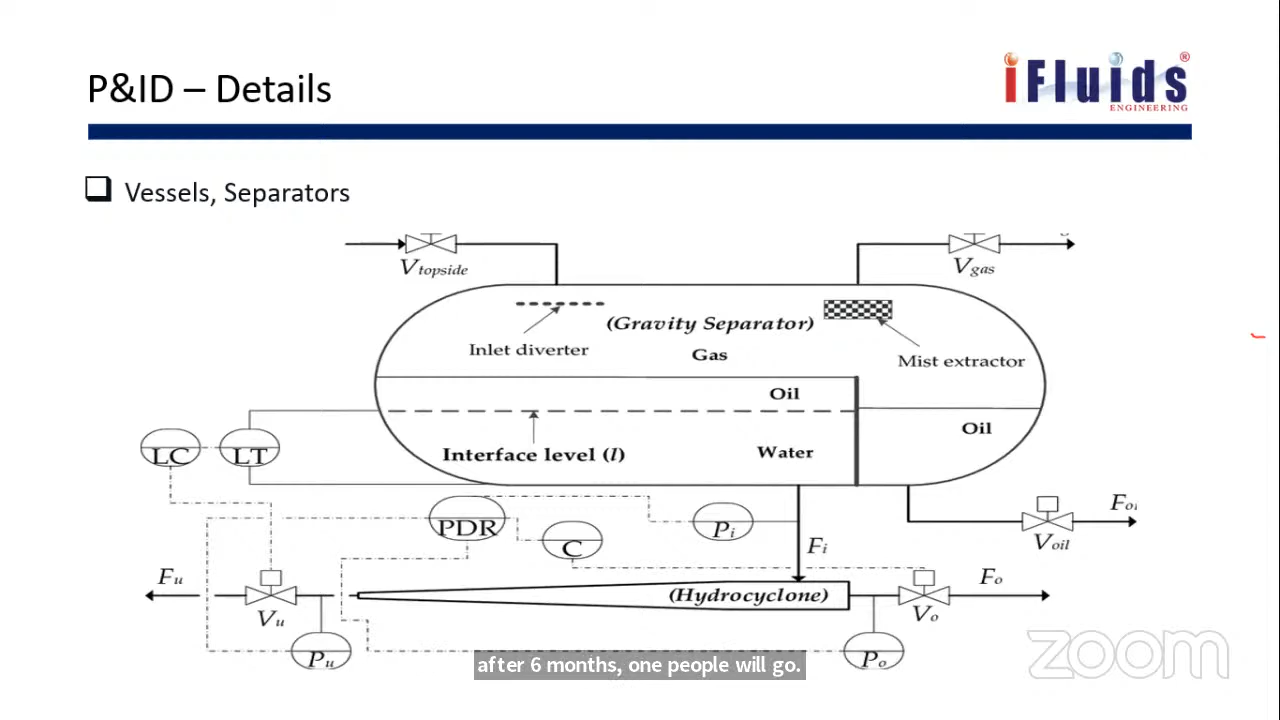 P&ID – Details
iFluids
ENGINEERING
®
Vessels, Separators
Vtopside
Vgas
(Gravity Separator)
Inlet diverter
Gas
Mist extractor
Oil
Oil
Interface level (l)
Water
LC
LT
PDR
Pi
C
Fi
Voil
Fu
(Hydrocyclone)
Fo
Vu
Vo
Pu
Po
zoom
after 6 months, one people will go.